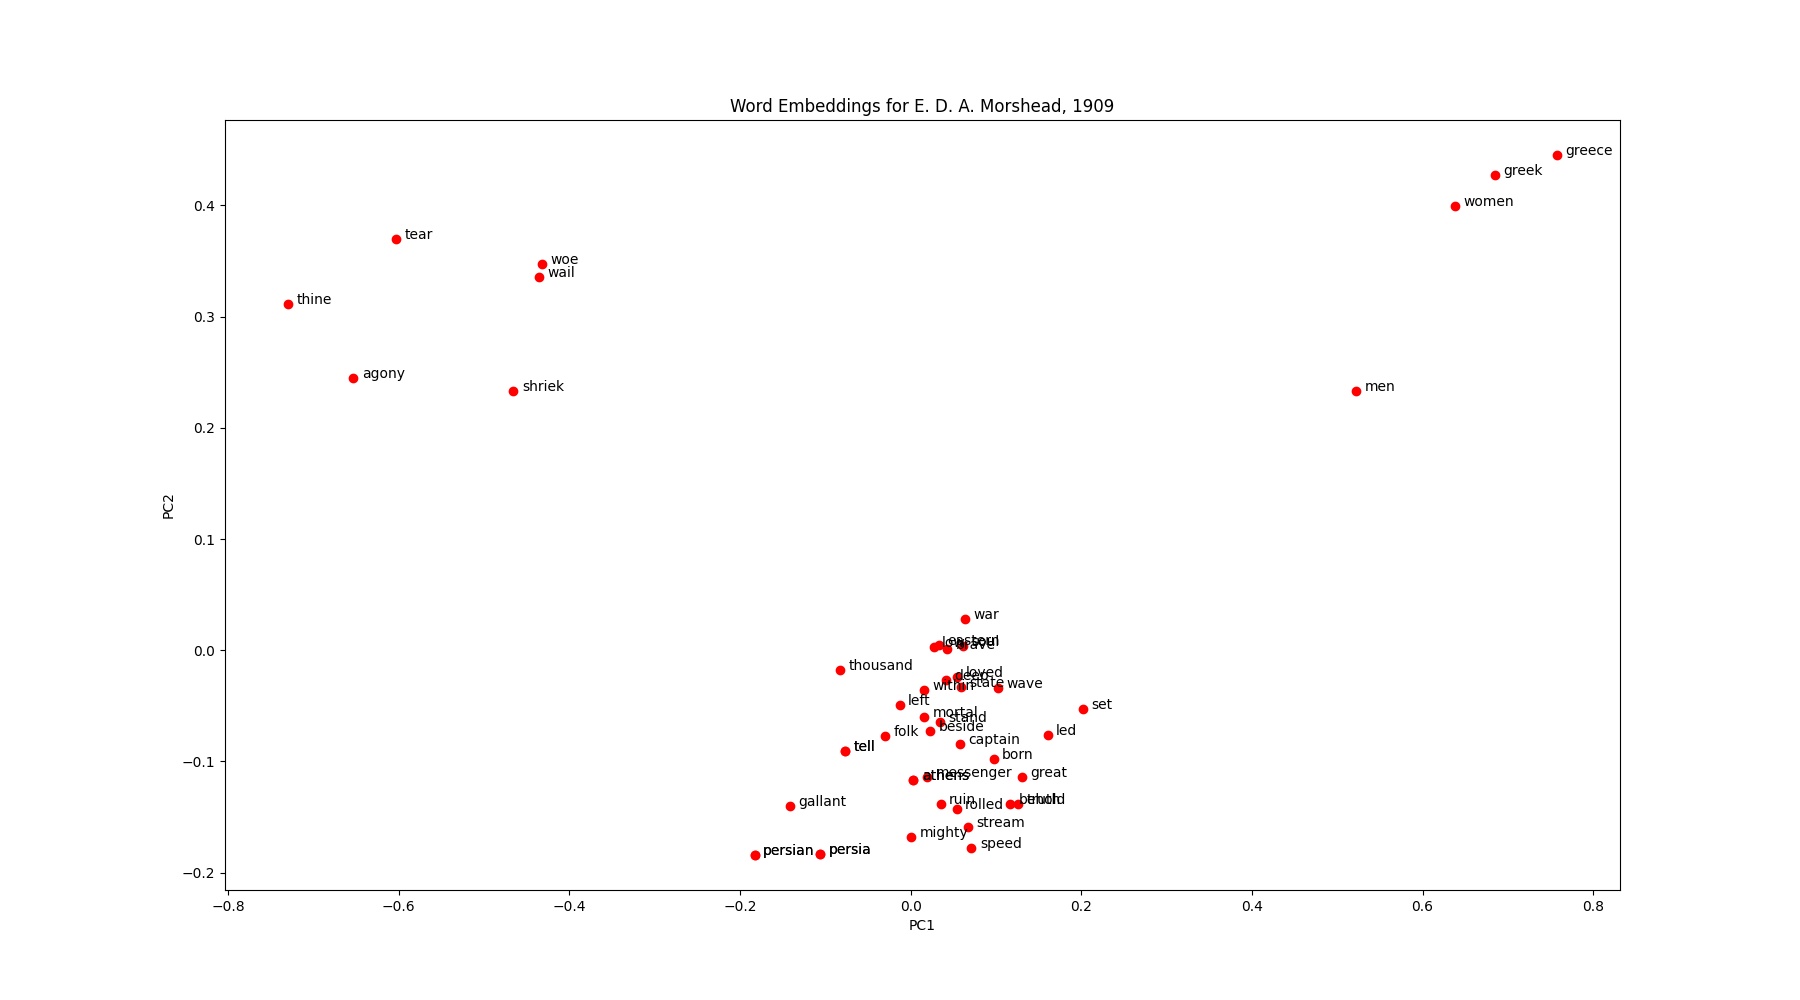 Word Embeddings for E. D. A. Morshead, 1909
greece
greek
women
tear
woe
wail
thine
agony
shriek
men
war
eastern
soul
thousand
loved
deep
within
state
wave
left
set
mortal
stand
beside
folk
led
captain
tell
born
athens
messenger
great
gallant
ruin
rolled
truth
stream
mighty
speed
persian
persia
0.4
0.3
0.2
0.1
0.0
−0.1
−0.2
PC2
−0.8
−0.6
−0.4
−0.2
0.0
0.2
0.4
0.6
0.8
PC1